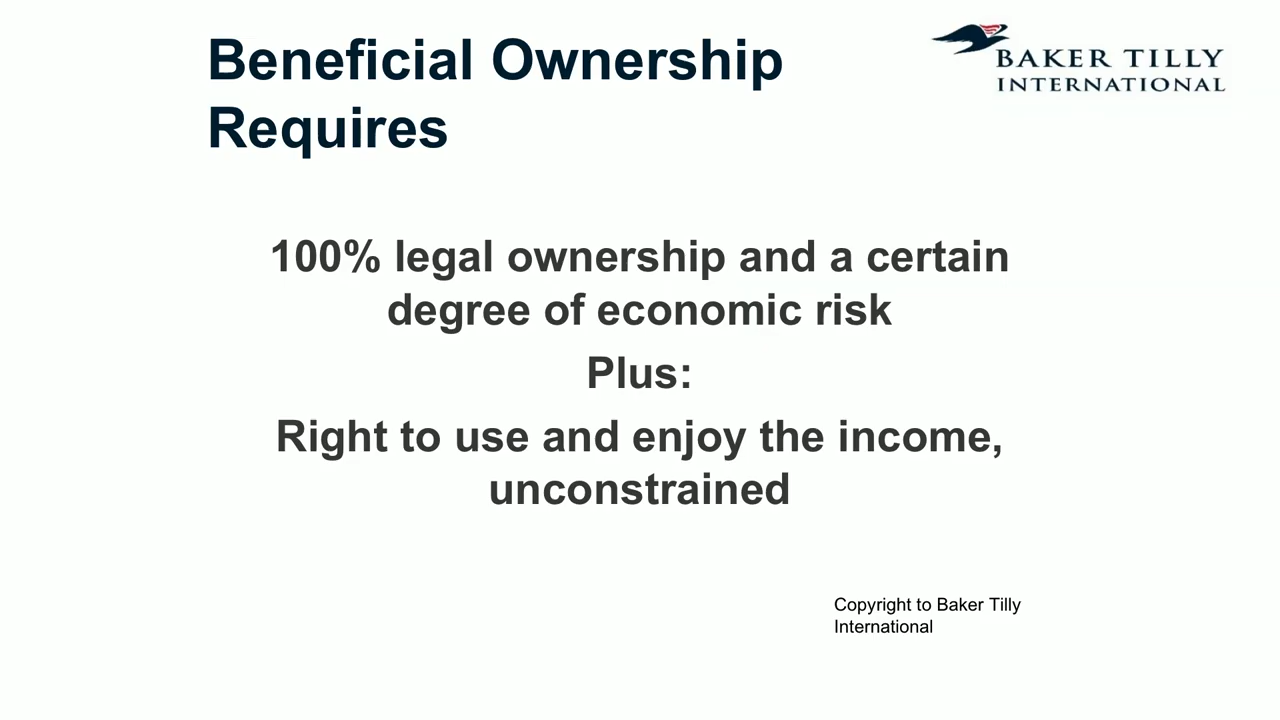 Beneficial Ownership
Requires
BAKER TILLY
INTERNATIONAL
100% legal ownership and a certain
degree of economic risk
Plus:
Right to use and enjoy the income,
unconstrained
Copyright to Baker Tilly
International